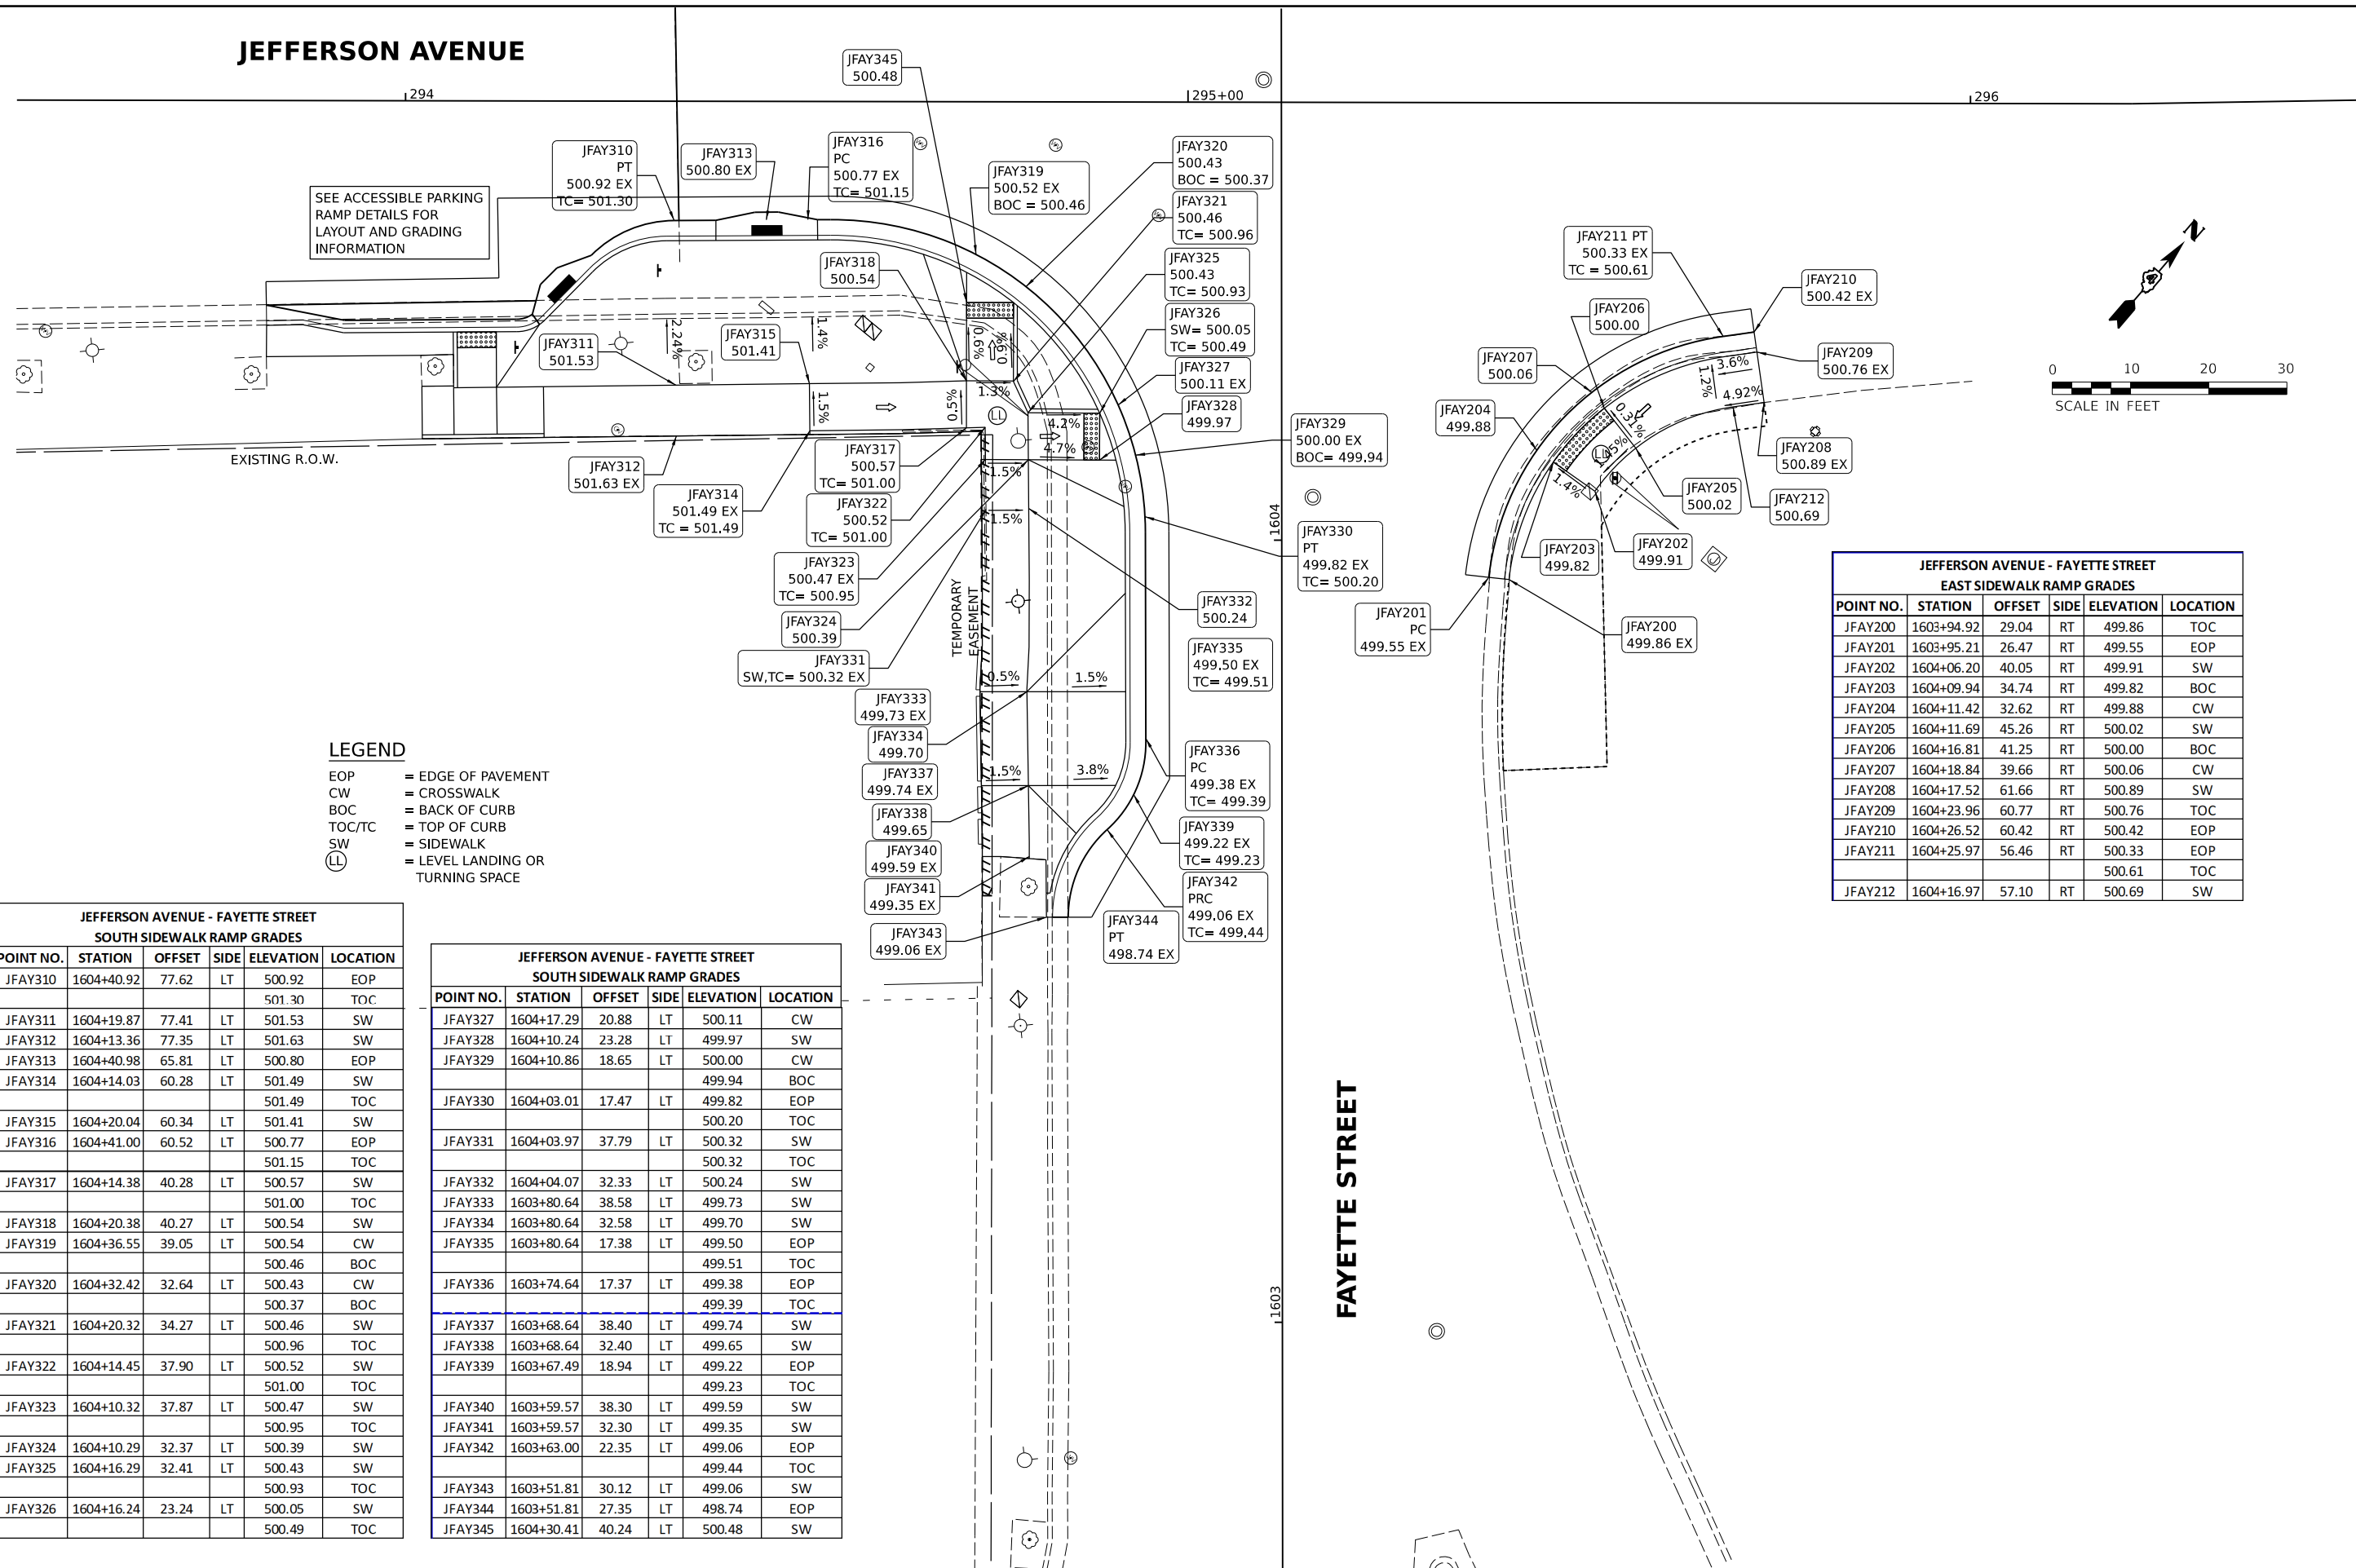 JEFFERSON AVENUE
294
295+00
296
JFAY345
500.48
JFAY310
PT
500.92 EX
TC= 501.30
JFAY313
500.80 EX
JFAY316
PC
500.77 EX
TC= 501.15
JFAY319
500.52 EX
BOC = 500.46
JFAY320
500.43
BOC = 500.37
JFAY321
500.46
TC= 500.96
JFAY325
500.43
TC= 500.93
JFAY326
SW= 500.05
TC= 500.49
JFAY327
500.11 EX
JFAY328
499.97
JFAY329
500.00 EX
BOC= 499.94
JFAY330
PT
499.82 EX
TC= 500.20
SEE ACCESSIBLE PARKING
RAMP DETAILS FOR
LAYOUT AND GRADING
INFORMATION
JFAY318
500.54
JFAY311
501.53
JFAY315
501.41
2.24%
1.4%
0.6%
0.9%
1.3%
1.5%
0.5%
LL
4.2%
4.7%
1.5%
1.5%
EXISTING R.O.W.
JFAY312
501.63 EX
JFAY314
501.49 EX
TC = 501.49
JFAY317
500.57
TC= 501.00
JFAY322
500.52
TC= 501.00
JFAY323
500.47 EX
TC= 500.95
JFAY324
500.39
JFAY331
SW,TC= 500.32 EX
TEMPORARY
EASEMENT
JFAY332
500.24
JFAY335
499.50 EX
TC= 499.51
0.5%
1.5%
JFAY333
499.73 EX
JFAY334
499.70
JFAY337
499.74 EX
1.5%
3.8%
JFAY336
PC
499.38 EX
TC= 499.39
JFAY338
499.65
JFAY339
499.22 EX
TC= 499.23
JFAY340
499.59 EX
JFAY341
499.35 EX
JFAY342
PRC
499.06 EX
TC= 499.44
JFAY343
499.06 EX
JFAY344
PT
498.74 EX
1604
1603
FAYETTE STREET
JFAY211 PT
500.33 EX
TC = 500.61
JFAY210
500.42 EX
JFAY206
500.00
JFAY207
500.06
JFAY209
500.76 EX
JFAY204
499.88
3.6%
1.2%
4.92%
0.31%
LL
1.45%
1.4%
JFAY208
500.89 EX
JFAY205
500.02
JFAY212
500.69
JFAY203
499.82
JFAY202
499.91
JFAY201
PC
499.55 EX
JFAY200
499.86 EX
N
0 10 20 30
SCALE IN FEET
LEGEND
EOP = EDGE OF PAVEMENT
CW = CROSSWALK
BOC = BACK OF CURB
TOC/TC = TOP OF CURB
SW = SIDEWALK
LL = LEVEL LANDING OR
TURNING SPACE
JEFFERSON AVENUE - FAYETTE STREET
EAST SIDEWALK RAMP GRADES
POINT NO. STATION OFFSET SIDE ELEVATION LOCATION
JFAY200 1603+94.92 29.04 RT 499.86 TOC
JFAY201 1603+95.21 26.47 RT 499.55 EOP
JFAY202 1604+06.20 40.05 RT 499.91 SW
JFAY203 1604+09.94 34.74 RT 499.82 BOC
JFAY204 1604+11.42 32.62 RT 499.88 CW
JFAY205 1604+11.69 45.26 RT 500.02 SW
JFAY206 1604+16.81 41.25 RT 500.00 BOC
JFAY207 1604+18.84 39.66 RT 500.06 CW
JFAY208 1604+17.52 61.66 RT 500.89 SW
JFAY209 1604+23.96 60.77 RT 500.76 TOC
JFAY210 1604+26.52 60.42 RT 500.42 EOP
JFAY211 1604+25.97 56.46 RT 500.33 EOP
500.61 TOC
JFAY212 1604+16.97 57.10 RT 500.69 SW
JEFFERSON AVENUE - FAYETTE STREET
SOUTH SIDEWALK RAMP GRADES
POINT NO. STATION OFFSET SIDE ELEVATION LOCATION
JFAY310 1604+40.92 77.62 LT 500.92 EOP
501.30 TOC
JFAY311 1604+19.87 77.41 LT 501.53 SW
JFAY312 1604+13.36 77.35 LT 501.63 SW
JFAY313 1604+40.98 65.81 LT 500.80 EOP
JFAY314 1604+14.03 60.28 LT 501.49 SW
501.49 TOC
JFAY315 1604+20.04 60.34 LT 501.41 SW
JFAY316 1604+41.00 60.52 LT 500.77 EOP
501.15 TOC
JFAY317 1604+14.38 40.28 LT 500.57 SW
501.00 TOC
JFAY318 1604+20.38 40.27 LT 500.54 SW
JFAY319 1604+36.55 39.05 LT 500.54 CW
500.46 BOC
JFAY320 1604+32.42 32.64 LT 500.43 CW
500.37 BOC
JFAY321 1604+20.32 34.27 LT 500.46 SW
500.96 TOC
JFAY322 1604+14.45 37.90 LT 500.52 SW
501.00 TOC
JFAY323 1604+10.32 37.87 LT 500.47 SW
500.95 TOC
JFAY324 1604+10.29 32.37 LT 500.39 SW
JFAY325 1604+16.29 32.41 LT 500.43 SW
500.93 TOC
JFAY326 1604+16.24 23.24 LT 500.05 SW
500.49 TOC
JEFFERSON AVENUE - FAYETTE STREET
SOUTH SIDEWALK RAMP GRADES
POINT NO. STATION OFFSET SIDE ELEVATION LOCATION
JFAY327 1604+17.29 20.88 LT 500.11 CW
JFAY328 1604+10.24 23.28 LT 499.97 SW
JFAY329 1604+10.86 18.65 LT 500.00 CW
499.94 BOC
JFAY330 1604+03.01 17.47 LT 499.82 EOP
500.20 TOC
JFAY331 1604+03.97 37.79 LT 500.32 SW
500.32 TOC
JFAY332 1604+04.07 32.33 LT 500.24 SW
JFAY333 1603+80.64 38.58 LT 499.73 SW
JFAY334 1603+80.64 32.58 LT 499.70 SW
JFAY335 1603+80.64 17.38 LT 499.50 EOP
499.51 TOC
JFAY336 1603+74.64 17.37 LT 499.38 EOP
499.39 TOC
JFAY337 1603+68.64 38.40 LT 499.74 SW
JFAY338 1603+68.64 32.40 LT 499.65 SW
JFAY339 1603+67.49 18.94 LT 499.22 EOP
499.23 TOC
JFAY340 1603+59.57 38.30 LT 499.59 SW
JFAY341 1603+59.57 32.30 LT 499.35 SW
JFAY342 1603+63.00 22.35 LT 499.06 EOP
499.44 TOC
JFAY343 1603+51.81 30.12 LT 499.06 SW
JFAY344 1603+51.81 27.35 LT 498.74 EOP
JFAY345 1604+30.41 40.24 LT 500.48 SW